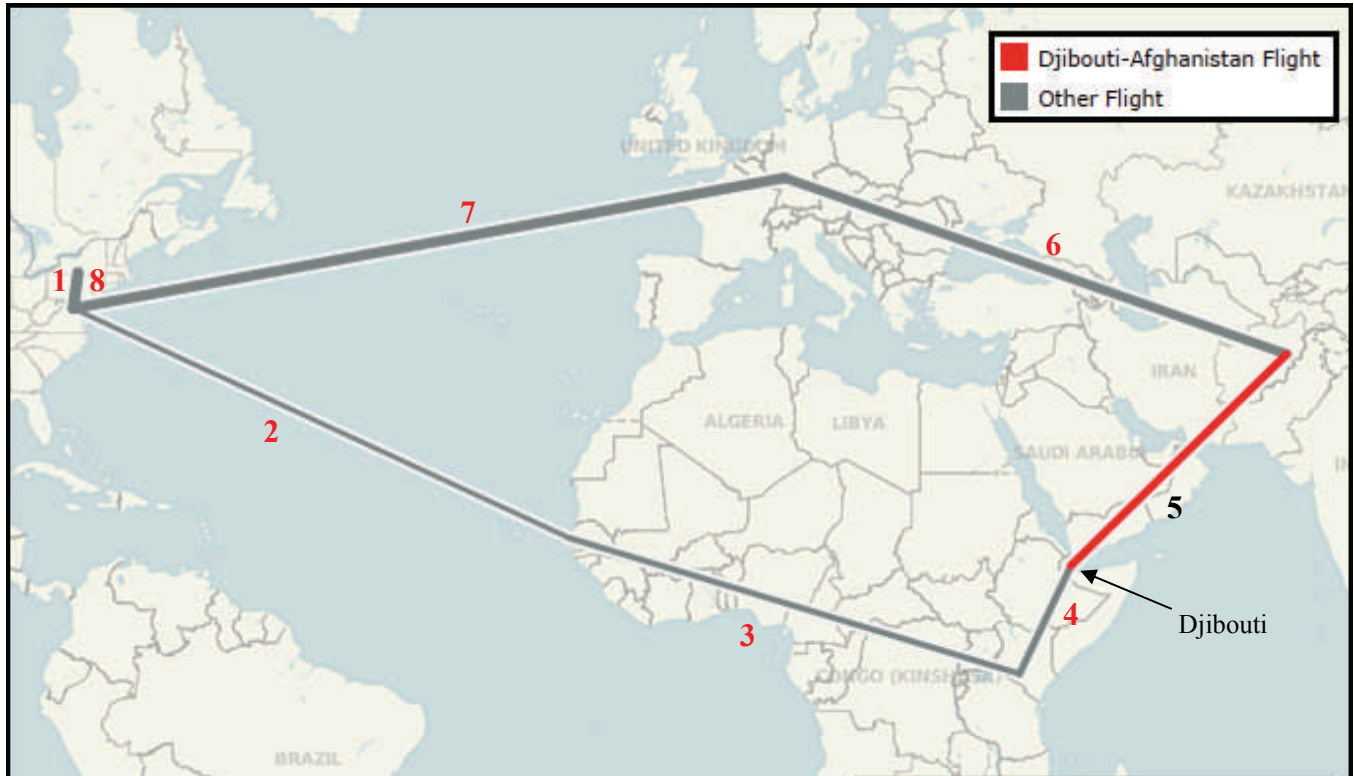 Djibouti-Afghanistan Flight
Other Flight
UNITED KINGDOM
KAZAKHSTAN
7
6
1 8
2
ALGERIA
LIBYA
IRAN
SAUDI ARABIA
5
4
Djibouti
3
CONGO (KINSHASA)
BRAZIL